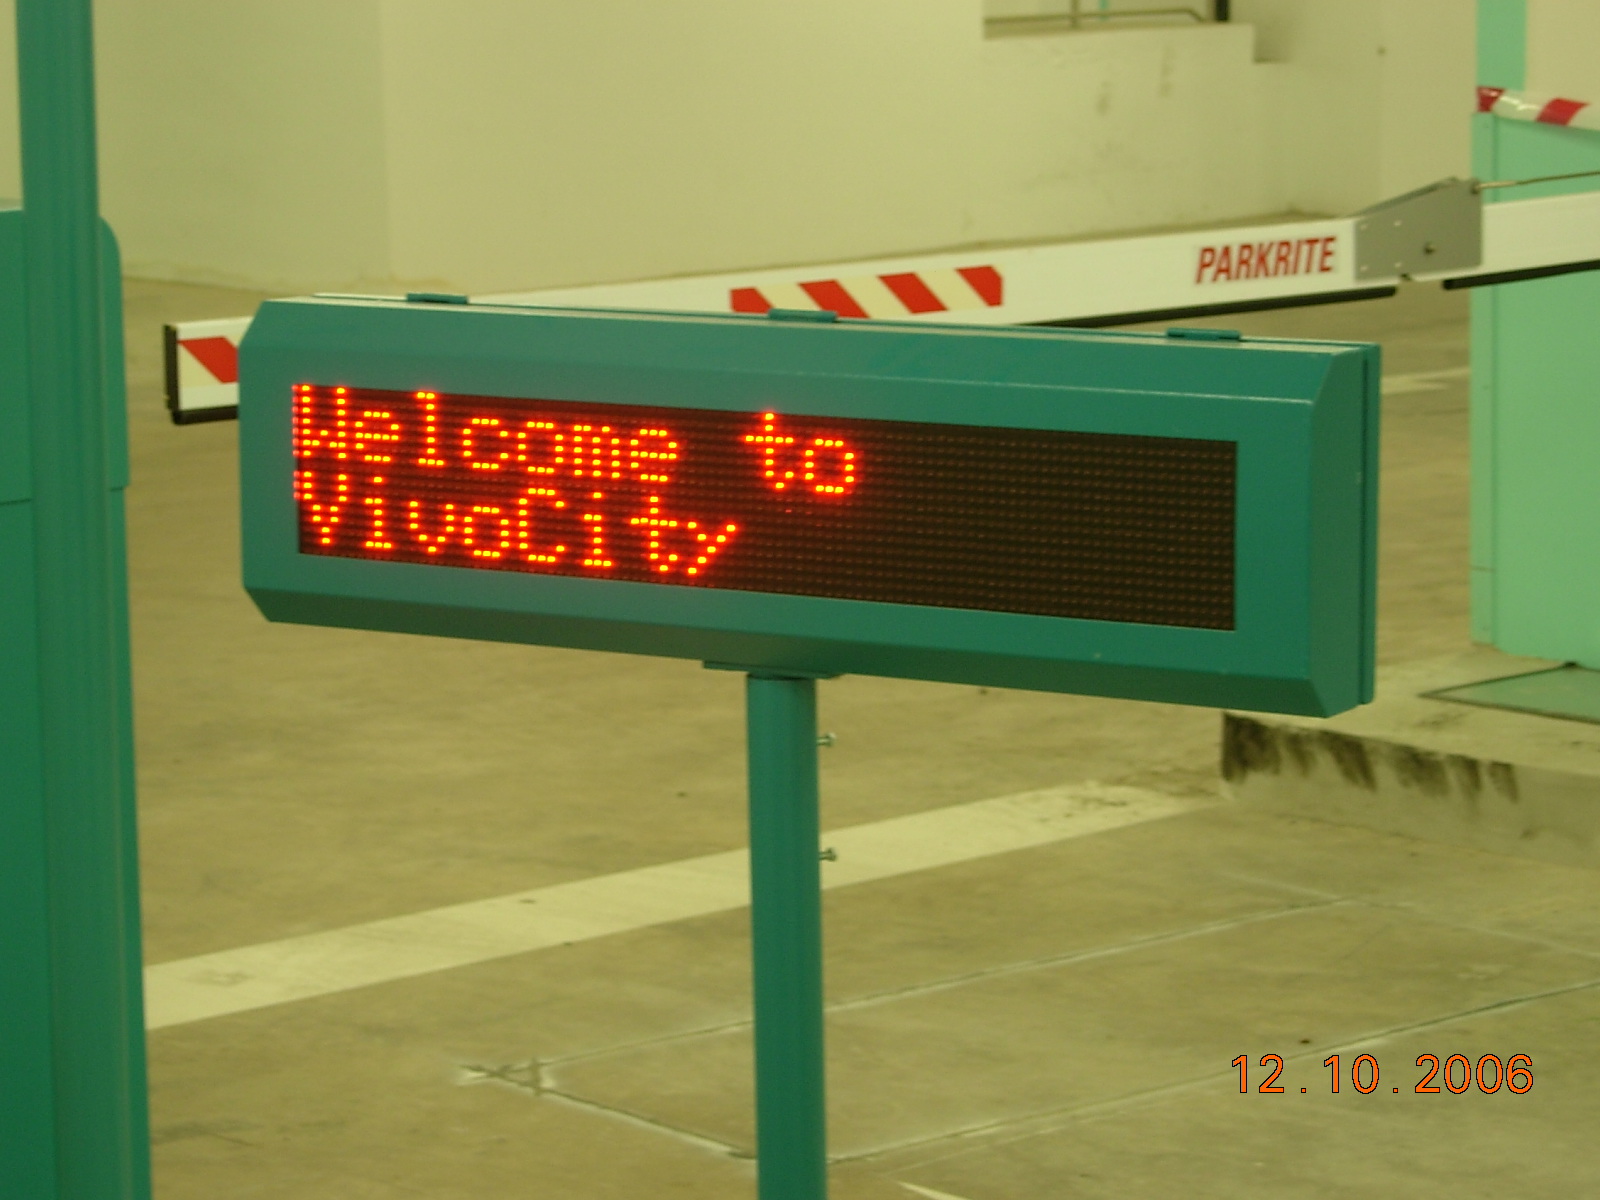 PARKRITE
Welcome to
VivoCity
12.10.2006